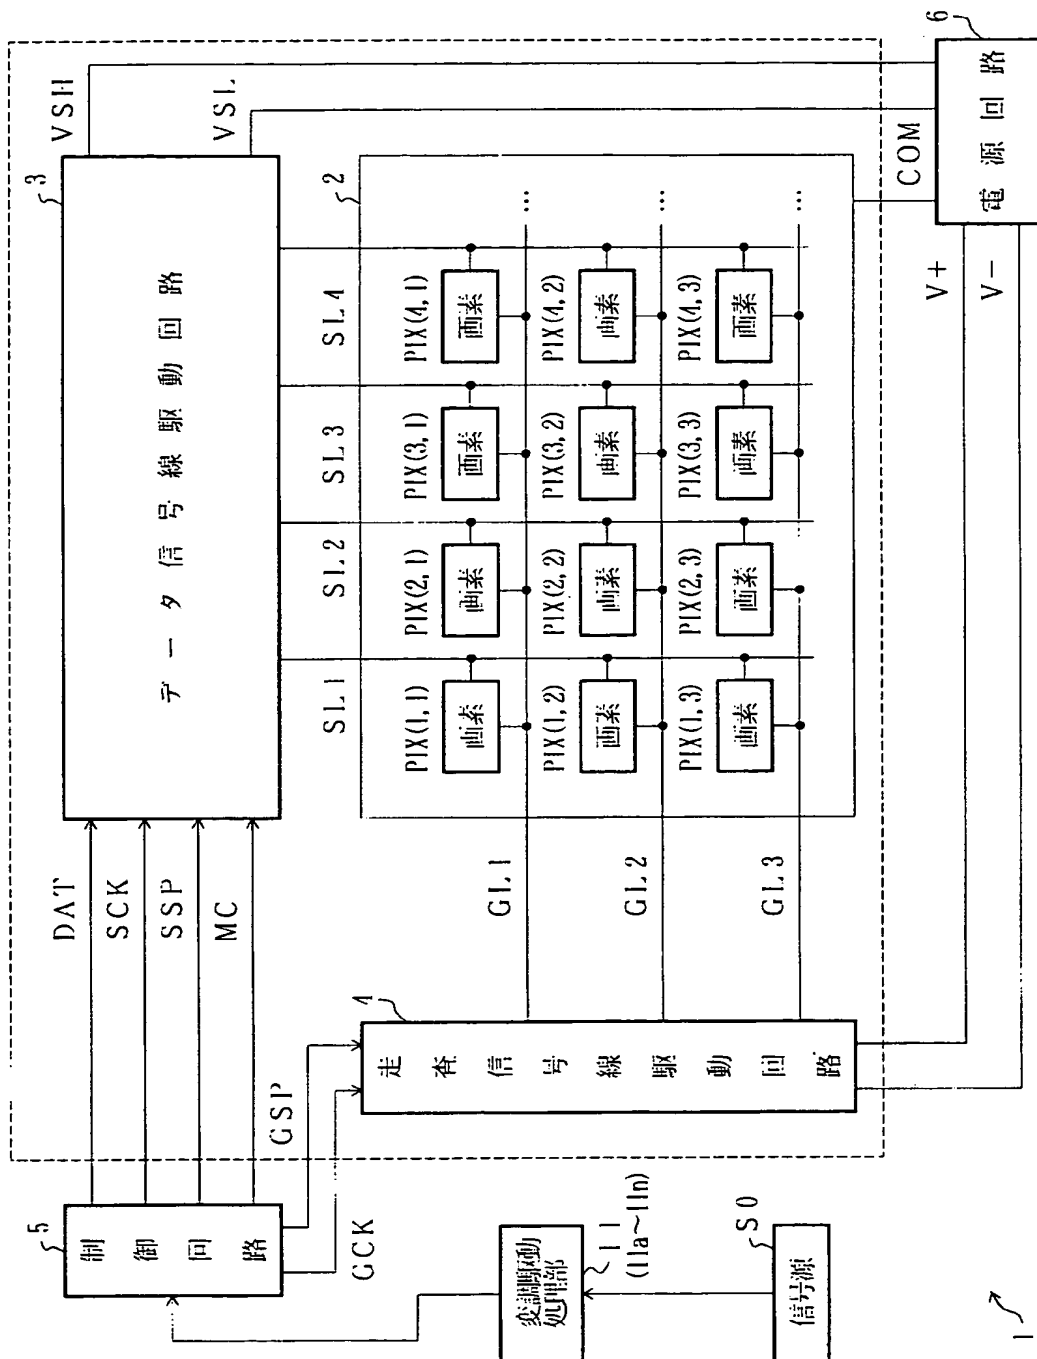 1
信号源
S0
変調駆動
処理部
11
(11a~11n)
制御回路
5
GCK
GSP
DAT
SCK
SSP
MC
データ信号線駆動回路
3
VSH
VSL
走査信号線駆動回路
4
GL1
GL2
GL3
2
SL1
SL2
SL3
SL4
PIX(1,1)
画素
PIX(2,1)
画素
PIX(3,1)
画素
PIX(4,1)
画素
...
PIX(1,2)
画素
PIX(2,2)
画素
PIX(3,2)
画素
PIX(4,2)
画素
...
PIX(1,3)
画素
PIX(2,3)
画素
PIX(3,3)
画素
PIX(4,3)
画素
...
COM
V+
V-
電源回路
6